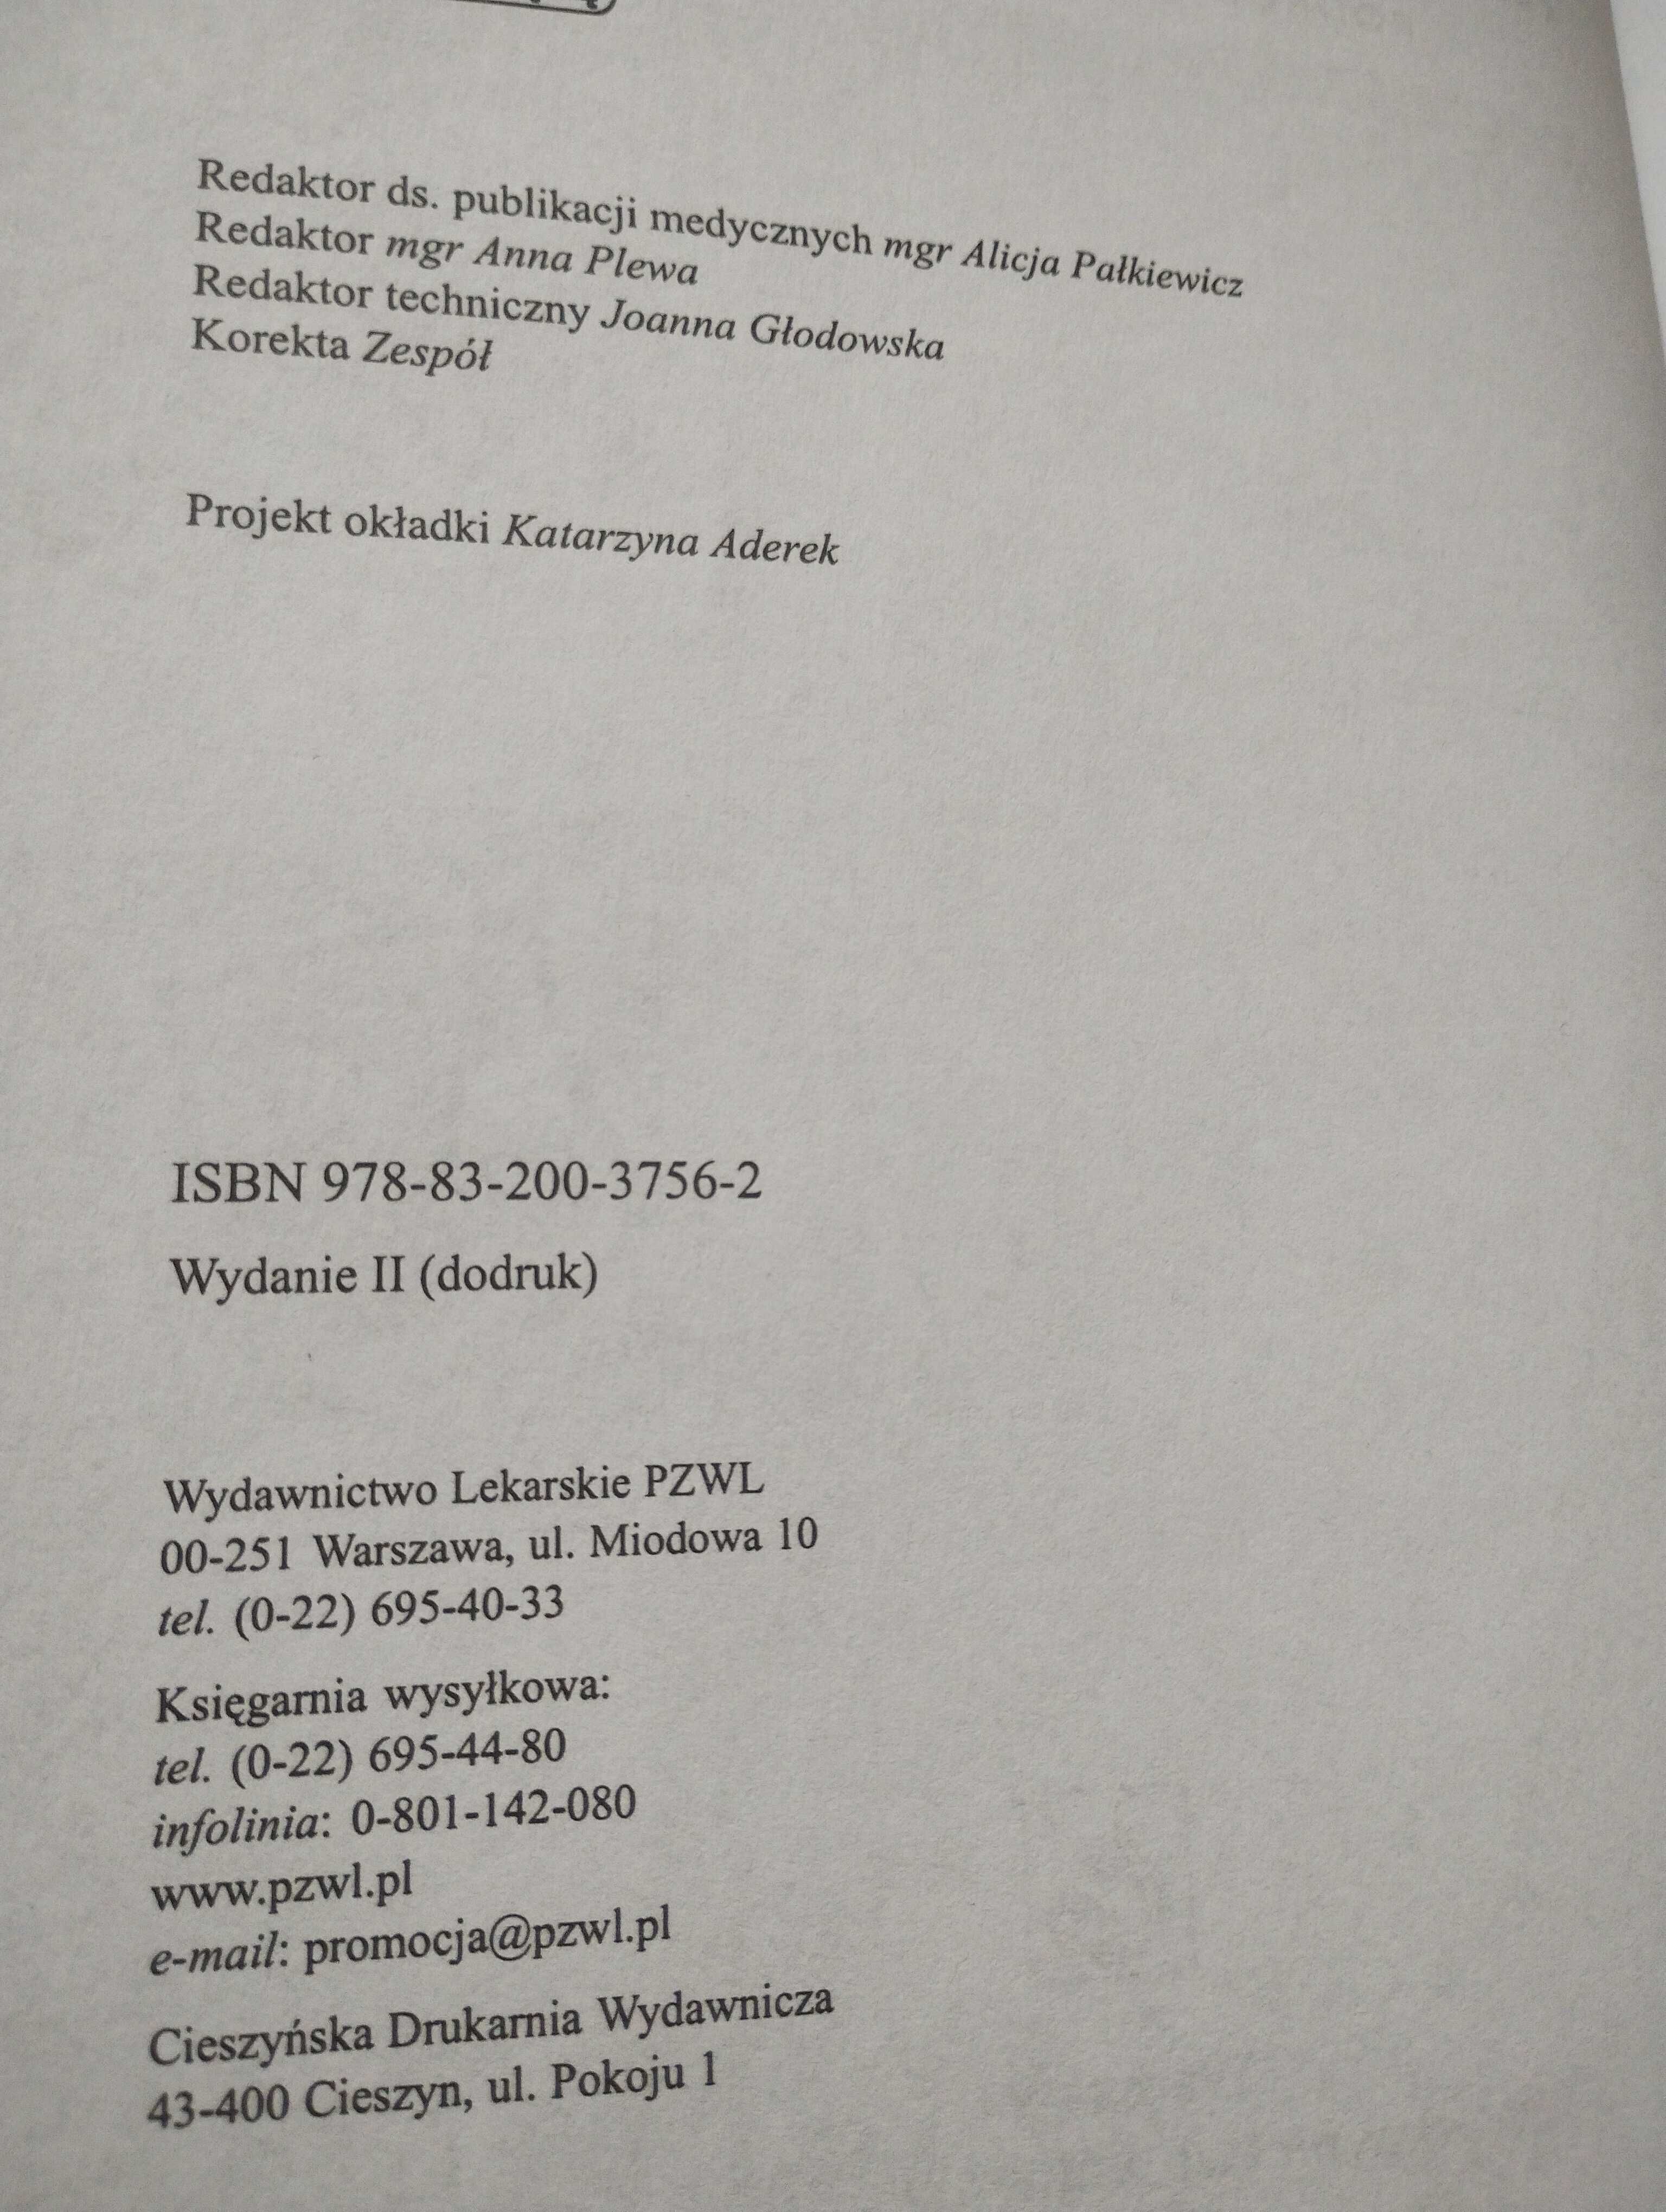 Redaktor ds. publikacji medycznych mgr Alicja Pałkiewicz
Redaktor mgr Anna Plewa
Redaktor techniczny Joanna Głodowska
Korekta Zespół
Projekt okładki Katarzyna Aderek
ISBN 978-83-200-3756-2
Wydanie II (dodruk)
Wydawnictwo Lekarskie PZWL
00-251 Warszawa, ul. Miodowa 10
tel. (0-22) 695-40-33
Księgarnia wysyłkowa:
tel. (0-22) 695-44-80
infolinia: 0-801-142-080
www.pzwl.pl
e-mail: promocja@pzwl.pl
Cieszyńska Drukarnia Wydawnicza
43-400 Cieszyn, ul. Pokoju 1